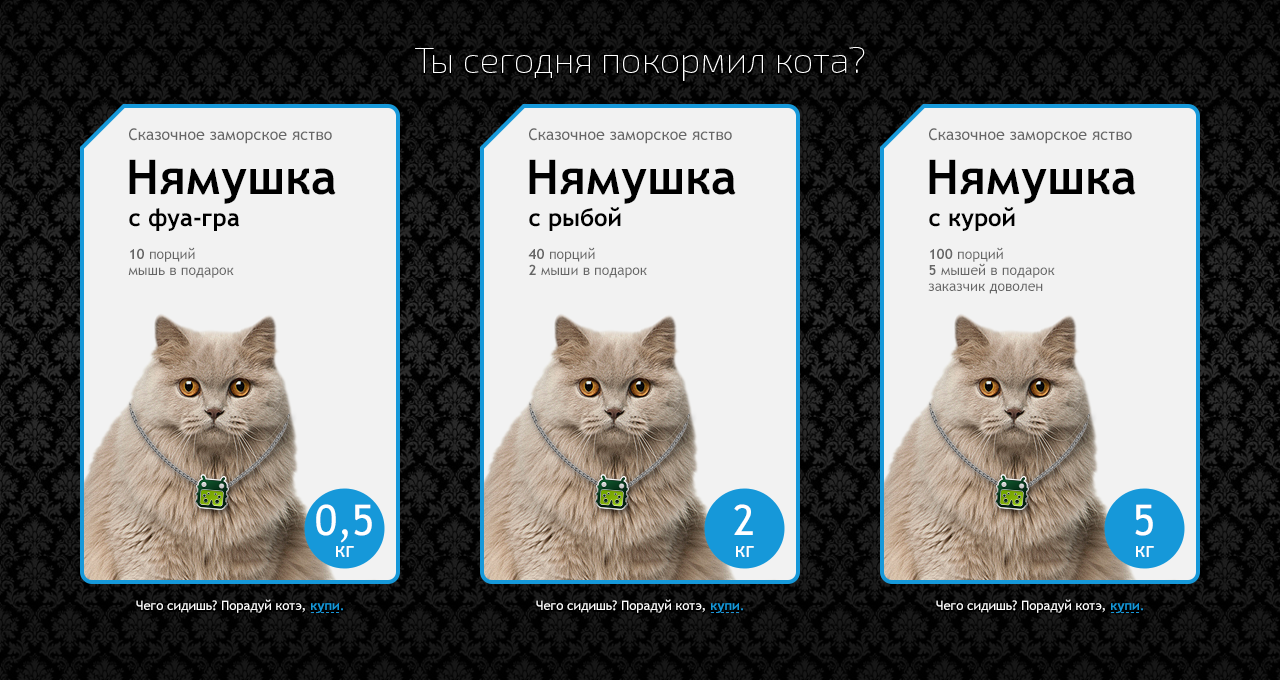 Ты сегодня покормил кота?
Сказочное заморское яство
Нямушка
с фуа-гра
10 порций
мышь в подарок
0,5
кг
Чего сидишь? Порадуй котэ, купи.
Сказочное заморское яство
Нямушка
с рыбой
40 порций
2 мыши в подарок
2
кг
Чего сидишь? Порадуй котэ, купи.
Сказочное заморское яство
Нямушка
с курой
100 порций
5 мышей в подарок
заказчик доволен
5
кг
Чего сидишь? Порадуй котэ, купи.